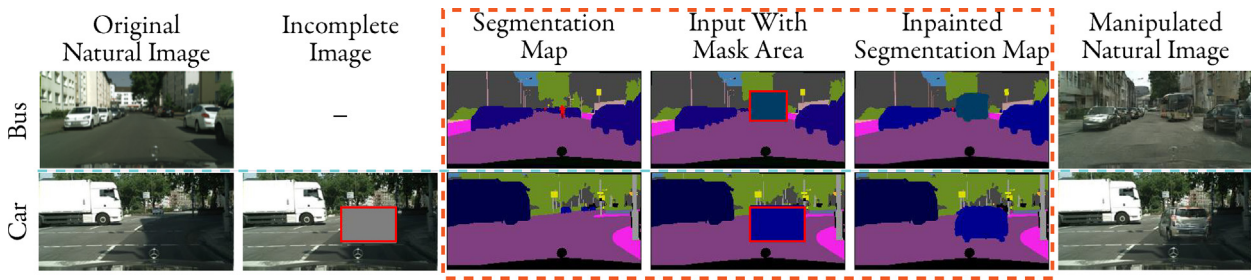 Original
Natural Image
Incomplete
Image
Segmentation
Map
Input With
Mask Area
Inpainted
Segmentation Map
Manipulated
Natural Image
Bus
–
Car